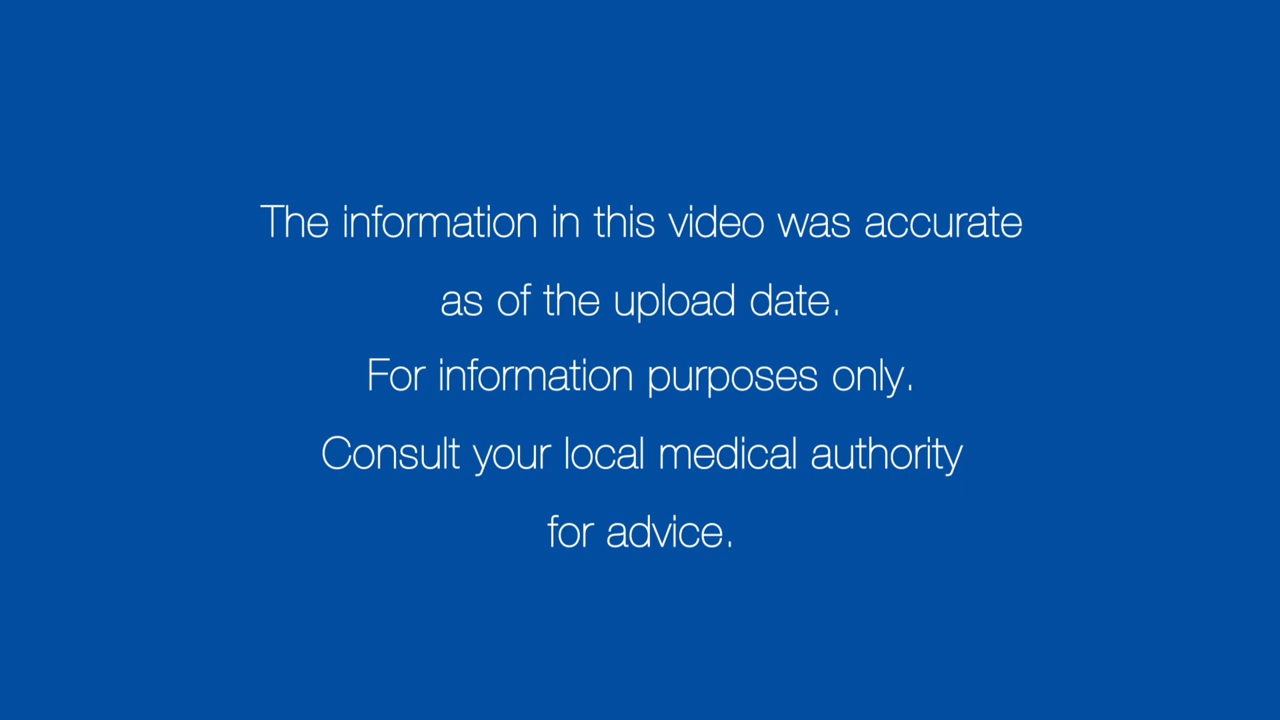 The information in this video was accurate
as of the upload date.
For information purposes only.
Consult your local medical authority
for advice.